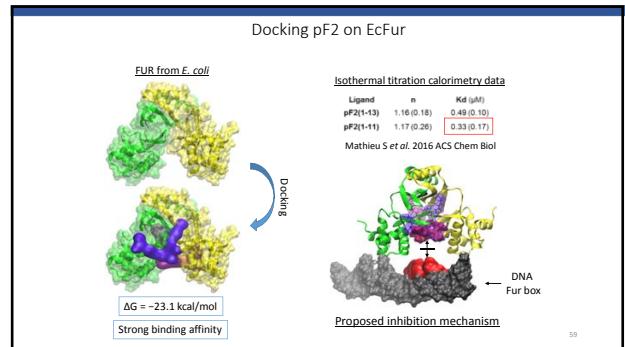 Docking pF2 on EcFur
FUR from E. coli
Docking
ΔG = −23.1 kcal/mol
Strong binding affinity
Isothermal titration calorimetry data
Ligand n Kd (µM)
pF2(1-13) 1.16 (0.18) 0.49 (0.10)
pF2(1-11) 1.17 (0.26) 0.33 (0.17)
Mathieu S et al. 2016 ACS Chem Biol
DNA
Fur box
Proposed inhibition mechanism
59